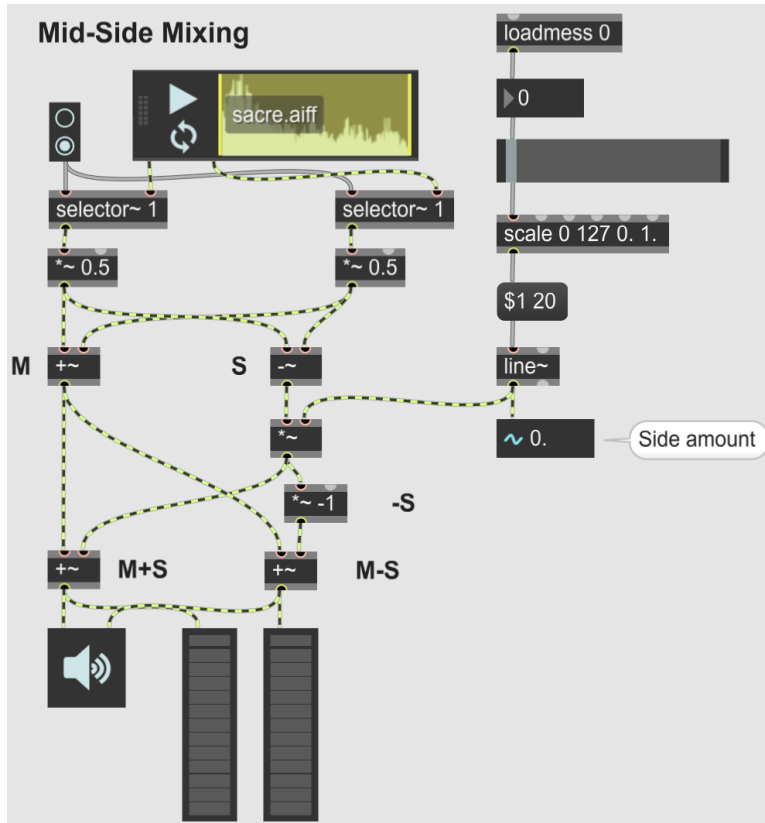 Mid-Side Mixing
loadmess 0
0
sacre.aiff
selector~ 1
selector~ 1
scale 0 127 0. 1.
*~ 0.5
*~ 0.5
$1 20
M
+~
S
-~
line~
*~
0.
Side amount
*~ -1
-S
+~
M+S
+~
M-S